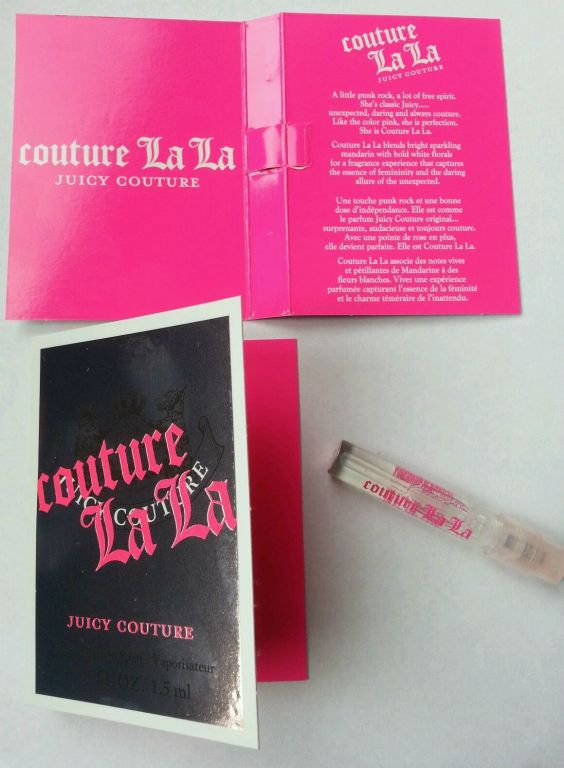 couture La La
JUICY COUTURE
couture
La La
JUICY COUTURE
A little punk rock, a lot of free spirit.
She's classic Juicy.....
unexpected, daring and always couture.
Like the color pink, she is perfection.
She is Couture La La.
Couture La La blends bright sparkling
mandarin with bold white florals
for a fragrance experience that captures
the essence of femininity and the daring
allure of the unexpected.
Une touche punk rock et une bonne
dose d'indépendance. Elle est comme
le parfum Juicy Couture original...
surprenante, audacieuse et toujours couture.
Avec une pointe de rose en plus,
elle devient parfaite. Elle est Couture La La.
Couture La La associe des notes vives
et pétillantes de Mandarine à des
fleurs blanches. Vivez une expérience
parfumée capturant l'essence de la féminité
et le charme téméraire de l'inattendu.
couture
JUICY COUTURE
La La
JUICY COUTURE
Vaporisateur
FL OZ. 1.5 ml
couture La La